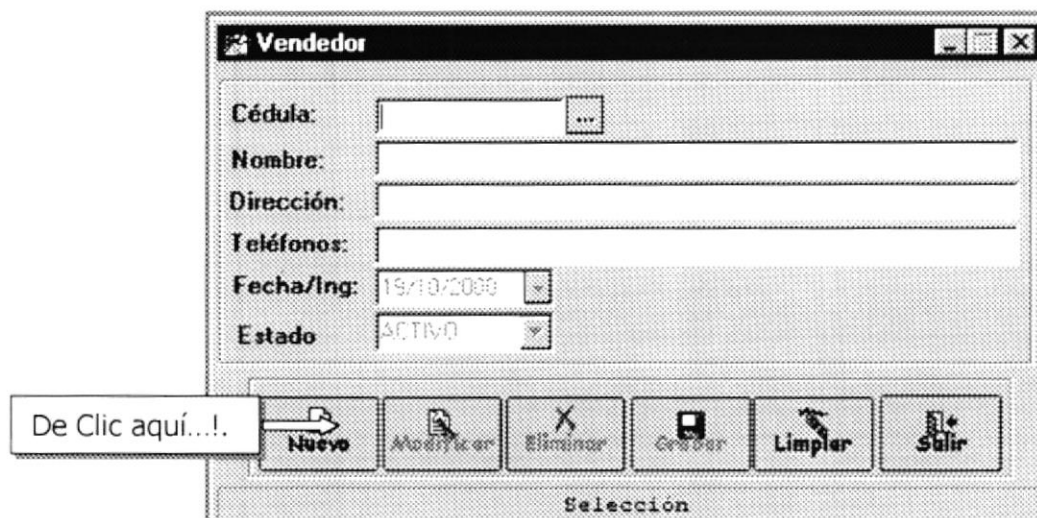 Vendedor
Cédula: ...
Nombre:
Dirección:
Teléfonos:
Fecha/Ing: 19/10/2000
Estado ACTIVO
De Clic aquí...!.
Nuevo Modificar Eliminar Grabar Limpiar Salir
Selección